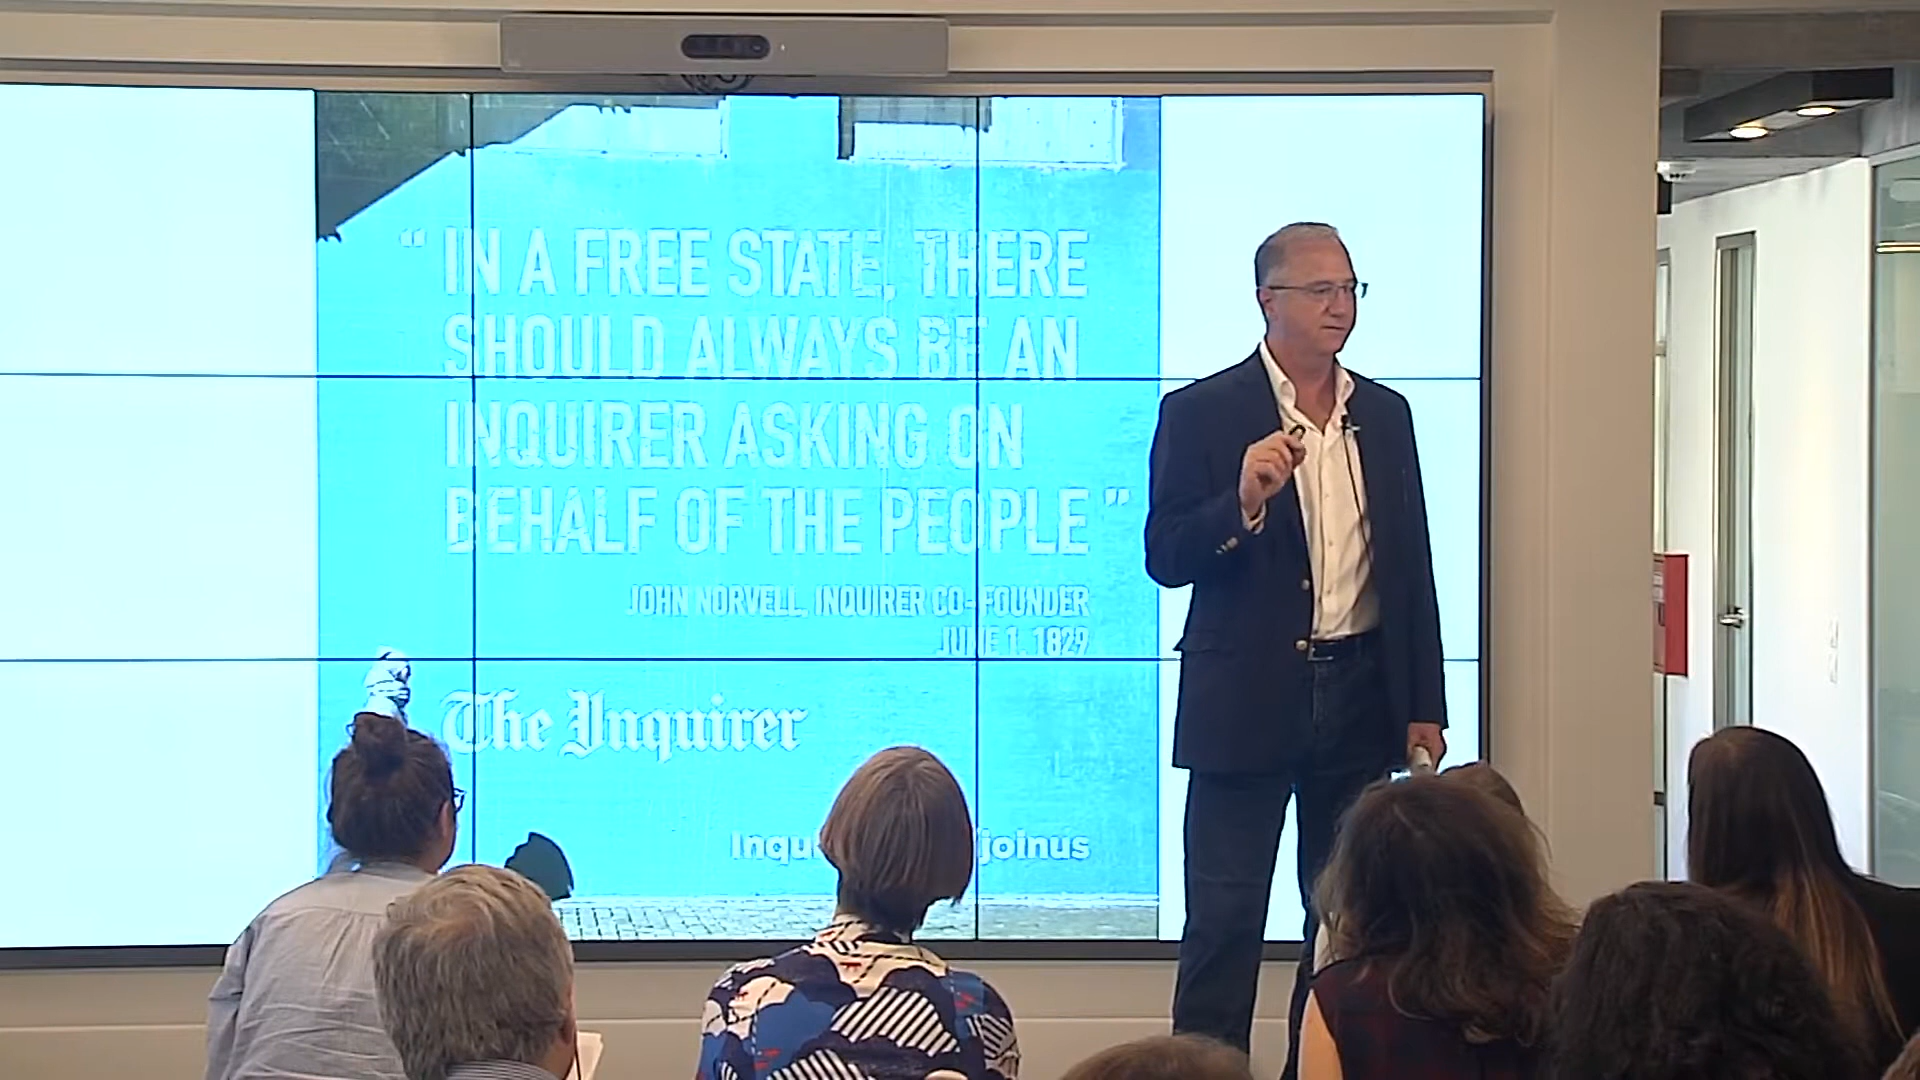 “ IN A FREE STATE, THERE
SHOULD ALWAYS BE AN
INQUIRER ASKING ON
BEHALF OF THE PEOPLE ”
JOHN NORVELL, INQUIRER CO-FOUNDER
JUNE 1, 1829
The Inquirer
joinus